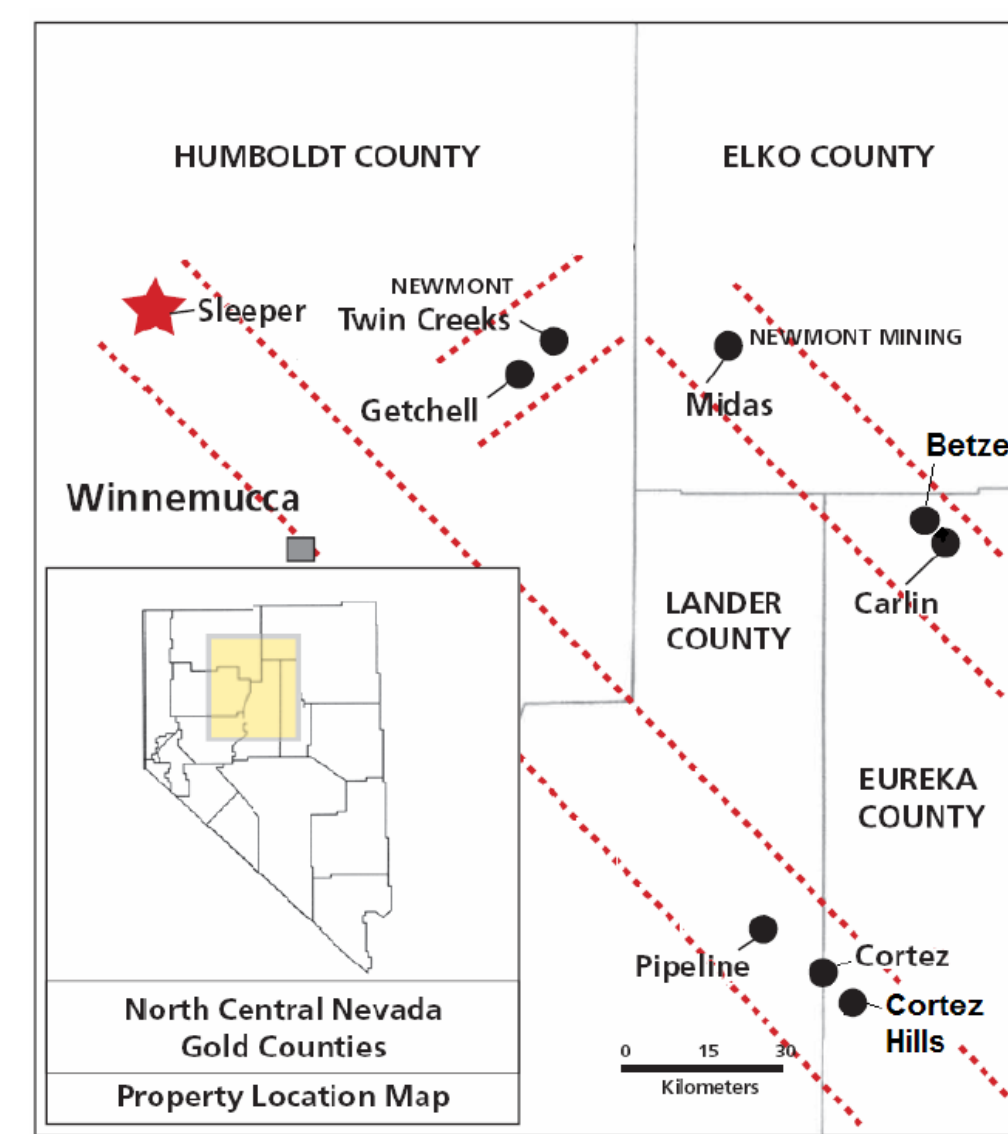 HUMBOLDT COUNTY
ELKO COUNTY
NEWMONT
Twin Creeks
Sleeper
NEWMONT MINING
Getchell
Midas
Betze
Winnemucca
Carlin
LANDER
COUNTY
EUREKA
COUNTY
Pipeline
Cortez
Cortez
Hills
0 15 30
Kilometers
North Central Nevada
Gold Counties
Property Location Map